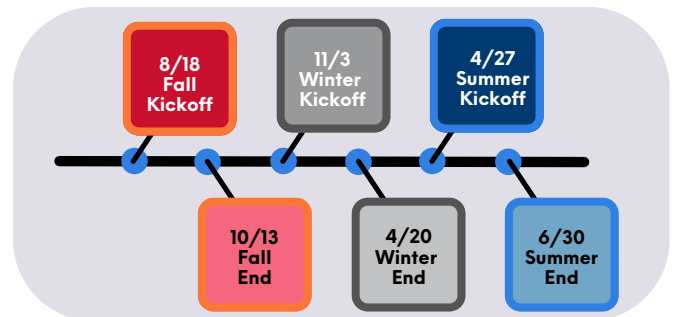 8/18
Fall
Kickoff
11/3
Winter
Kickoff
4/27
Summer
Kickoff
10/13
Fall
End
4/20
Winter
End
6/30
Summer
End